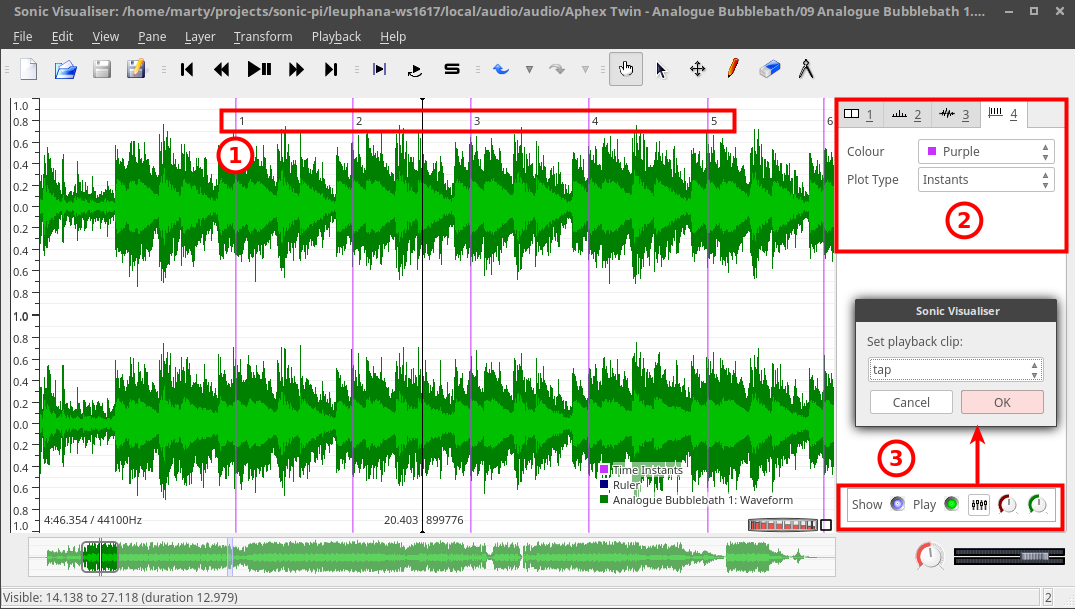 Sonic Visualiser: /home/marty/projects/sonic-pi/leuphana-ws1617/local/audio/audio/Aphex Twin - Analogue Bubblebath/09 Analogue Bubblebath 1....
File Edit View Pane Layer Transform Playback Help
1.0
0.8
0.6
0.4
0.2
0.0
0.2
0.4
0.6
0.8
1.0
0.8
0.6
0.4
0.2
0.0
0.2
0.4
0.6
0.8
1.0
1 2 3 4 5 6
1
Time Instants
Ruler
Analogue Bubblebath 1: Waveform
4:46.354 / 44100Hz 20.403 899776
1 2 3 4
Colour Purple
Plot Type Instants
2
Sonic Visualiser
Set playback clip:
tap
Cancel OK
3
Show Play
Visible: 14.138 to 27.118 (duration 12.979) 2